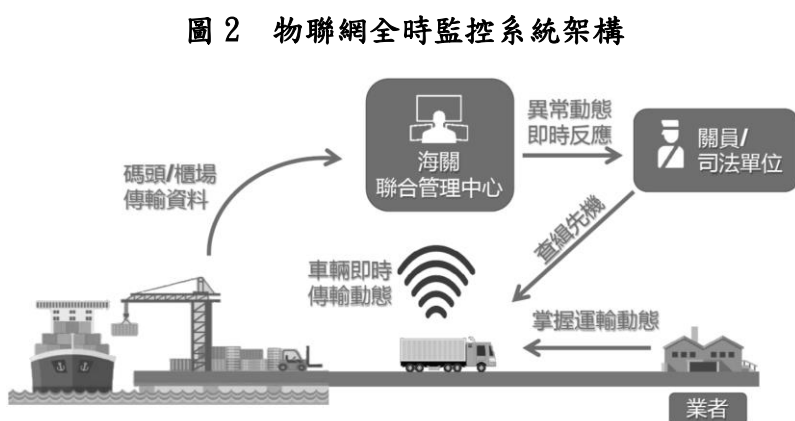 圖 2 物聯網全時監控系統架構
海關
聯合管理中心
異常動態
即時反應
關員/
司法單位
碼頭/櫃場
傳輸資料
查緝先機
車輛即時
傳輸動態
掌握運輸動態
業者